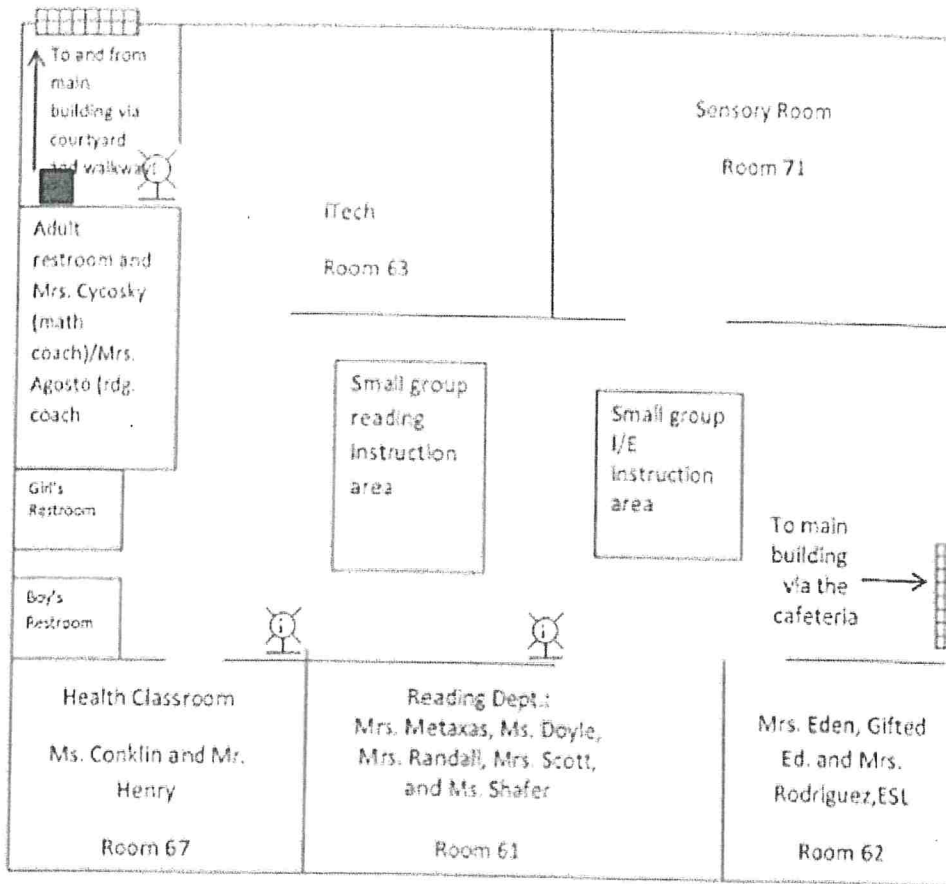 To and from
main
building via
courtyard
and walkway
Sensory Room
Room 71
iTech
Room 63
Adult
restroom and
Mrs. Cycosky
(math
coach)/Mrs.
Agosto (rdg.
coach
Small group
reading
instruction
area
Small group
I/E
instruction
area
Girl's
Restroom
To main
building
via the
cafeteria
Boy's
Restroom
i
i
Health Classroom
Ms. Conklin and Mr.
Henry
Room 67
Reading Dept.:
Mrs. Metaxas, Ms. Doyle,
Mrs. Randall, Mrs. Scott,
and Ms. Shafer
Room 61
Mrs. Eden, Gifted
Ed. and Mrs.
Rodriguez,ESL
Room 62